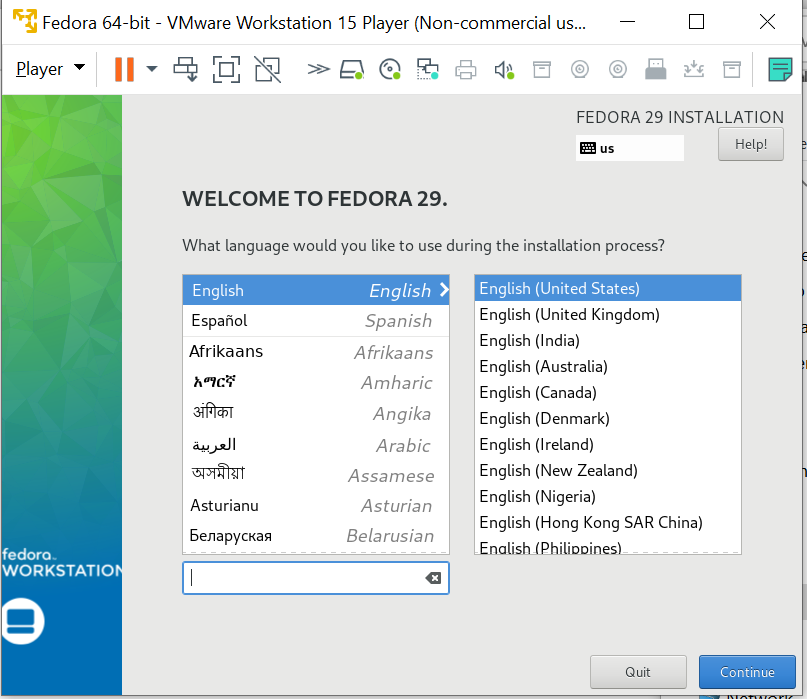 Fedora 64-bit - VMware Workstation 15 Player (Non-commercial us...
Player
FEDORA 29 INSTALLATION
us
Help!
WELCOME TO FEDORA 29.
What language would you like to use during the installation process?
English English
Español Spanish
Afrikaans Afrikaans
አማርኛ Amharic
अंगिका Angika
العربية Arabic
অসমীয়া Assamese
Asturianu Asturian
Беларуская Belarusian
English (United States)
English (United Kingdom)
English (India)
English (Australia)
English (Canada)
English (Denmark)
English (Ireland)
English (New Zealand)
English (Nigeria)
English (Hong Kong SAR China)
English (Philippines)
fedora
WORKSTATION
Quit
Continue
Network